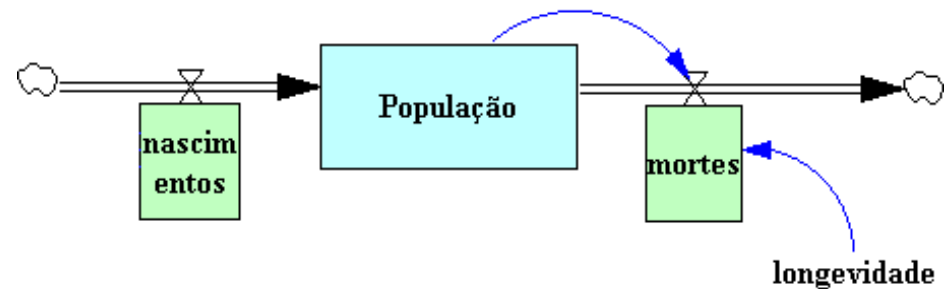 População
nascim
entos
mortes
longevidade